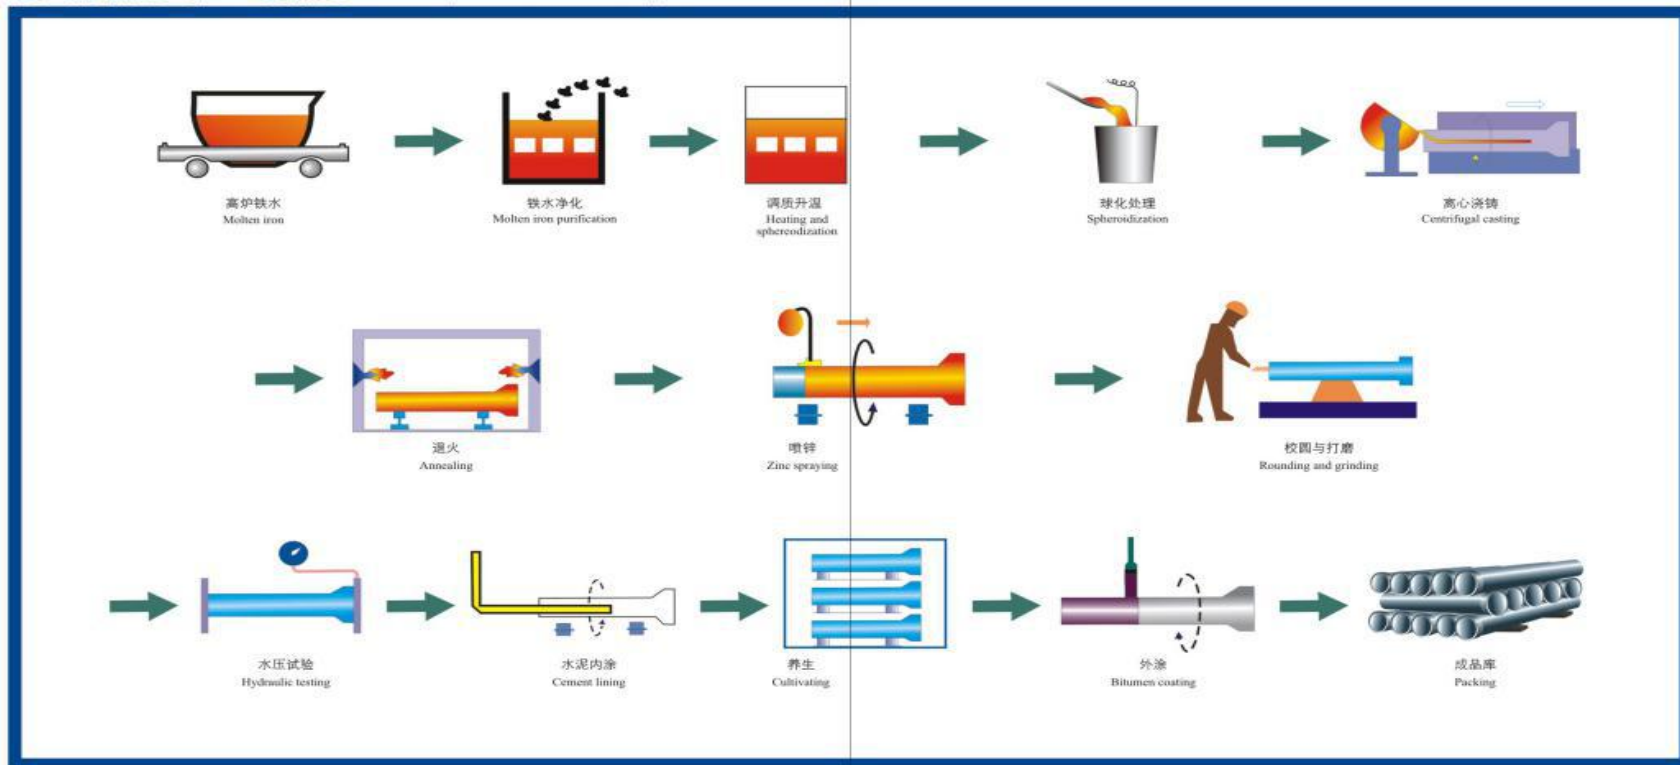 高炉铁水
Molten iron
铁水净化
Molten iron purification
调质升温
Heating and
sphereodization
球化处理
Spheroidization
离心浇铸
Centrifugal casting
退火
Annealing
喷锌
Zinc spraying
校圆与打磨
Rounding and grinding
水压试验
Hydraulic testing
水泥内涂
Cement lining
养生
Cultivating
外涂
Bitumen coating
成品库
Packing